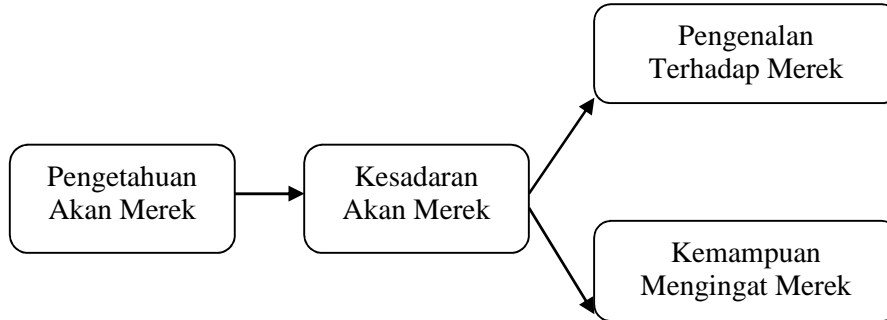 Pengenalan
Terhadap Merek
Pengetahuan
Akan Merek
Kesadaran
Akan Merek
Kemampuan
Mengingat Merek